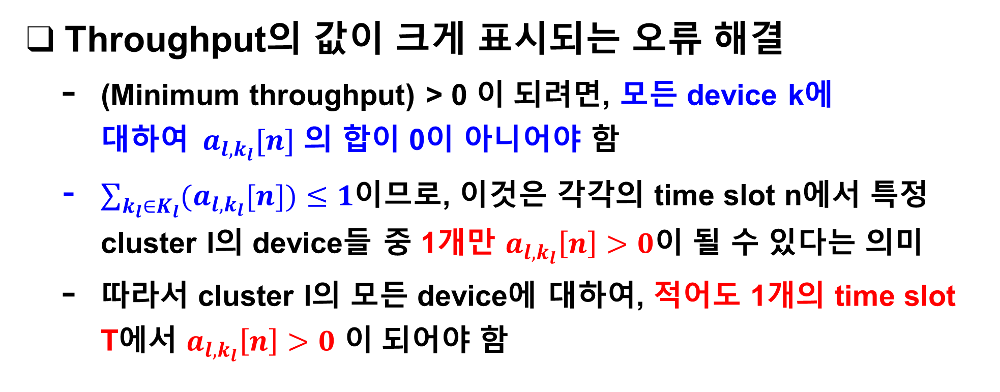 ❑ Throughput의 값이 크게 표시되는 오류 해결
- (Minimum throughput) > 0 이 되려면, 모든 device k에
대하여 $a_{l,k_l}[n]$ 의 합이 0이 아니어야 함
- $\sum_{k_l \in K_l}(a_{l,k_l}[n]) \leq 1$이므로, 이것은 각각의 time slot n에서 특정
cluster l의 device들 중 1개만 $a_{l,k_l}[n] > 0$이 될 수 있다는 의미
- 따라서 cluster l의 모든 device에 대하여, 적어도 1개의 time slot
T에서 $a_{l,k_l}[n] > 0$ 이 되어야 함